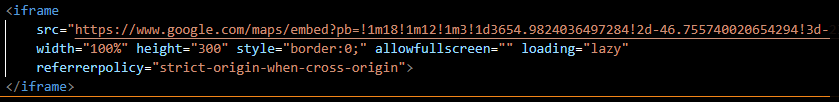 <iframe
src="https://www.google.com/maps/embed?pb=!1m18!1m12!1m3!1d3654.9824036497284!2d-46.755740020654294!3d-
width="100%" height="300" style="border:0;" allowfullscreen="" loading="lazy"
referrerpolicy="strict-origin-when-cross-origin">
</iframe>